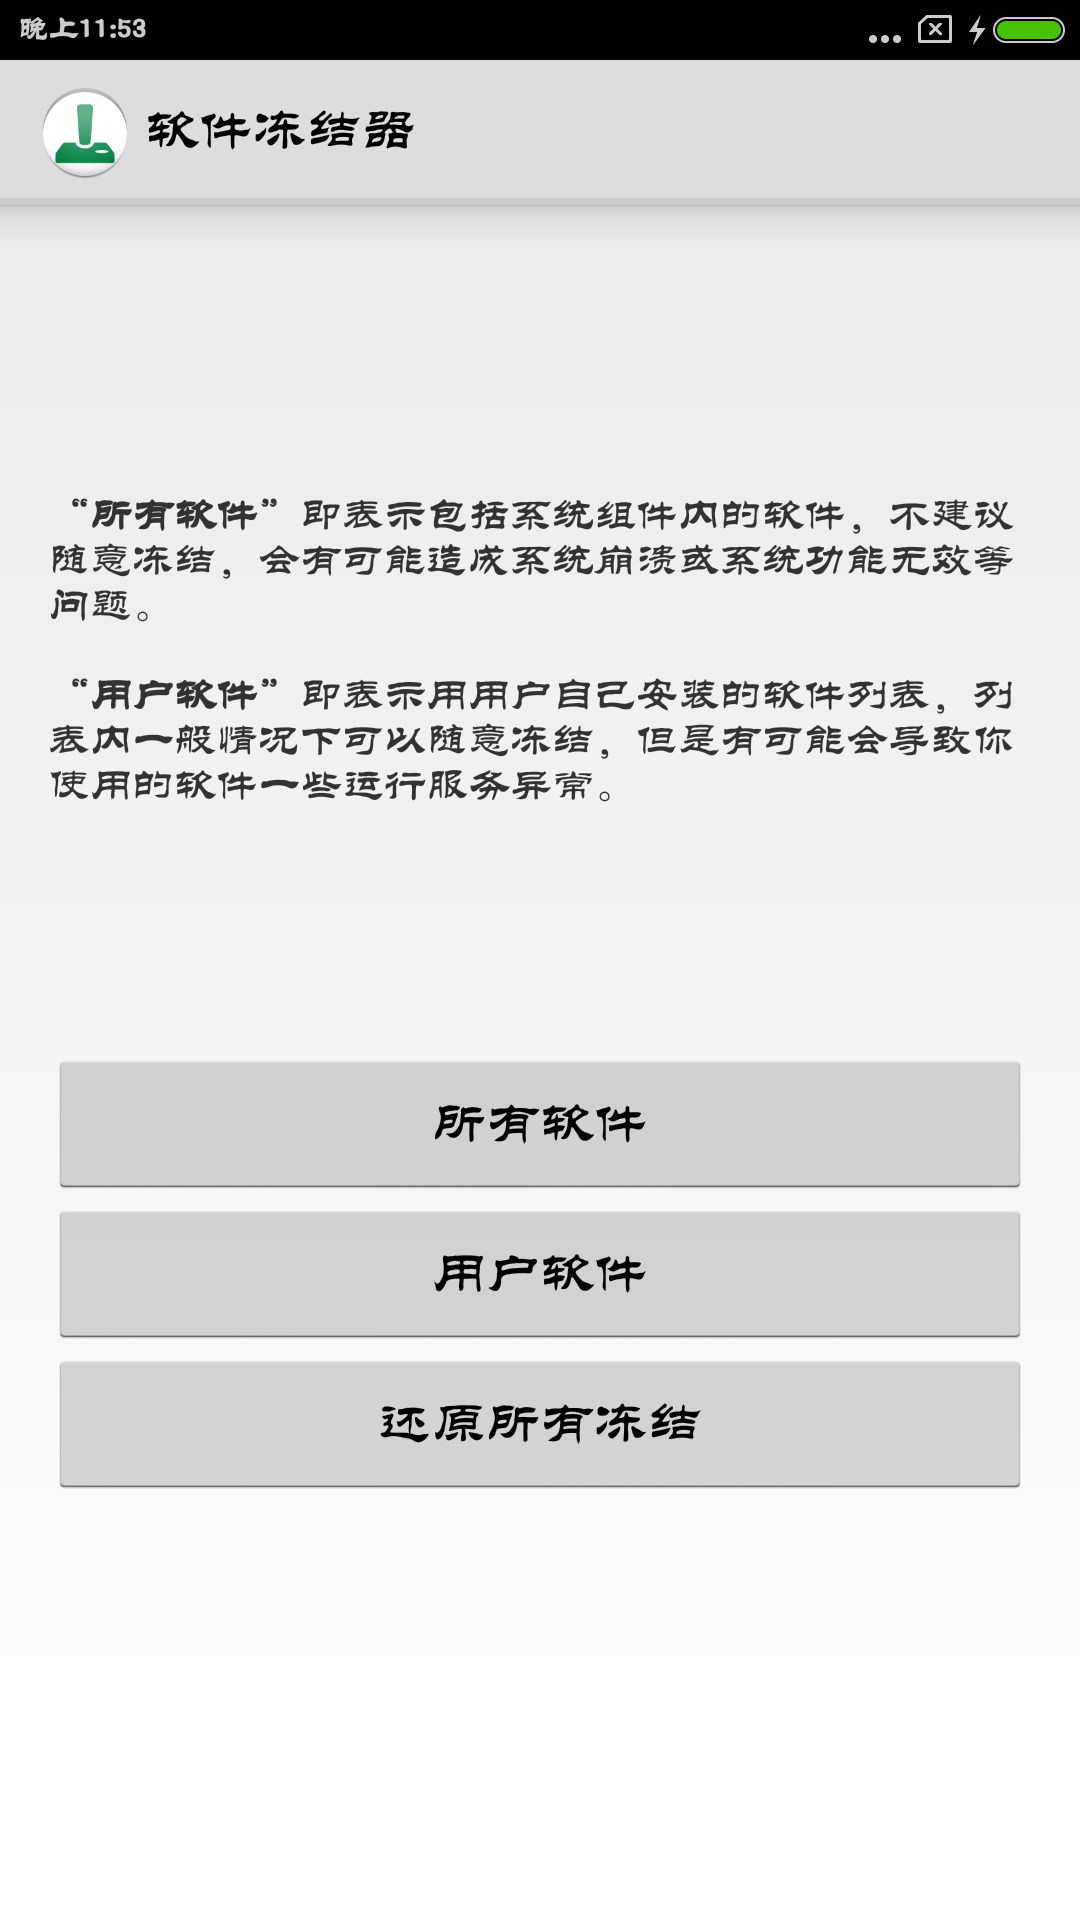 晚上11:53
软件冻结器
“所有软件”即表示包括系统组件内的软件，不建议
随意冻结，会有可能造成系统崩溃或系统功能无效等
问题。
“用户软件”即表示用用户自己安装的软件列表，列
表内一般情况下可以随意冻结，但是有可能会导致你
使用的软件一些运行服务异常。
所有软件
用户软件
还原所有冻结